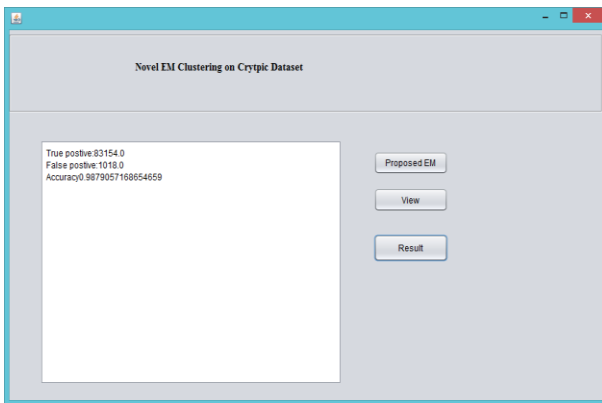 Novel EM Clustering on Crytpic Dataset
True postive:83154.0
False postive:1018.0
Accuracy0.9879057168654659
Proposed EM
View
Result